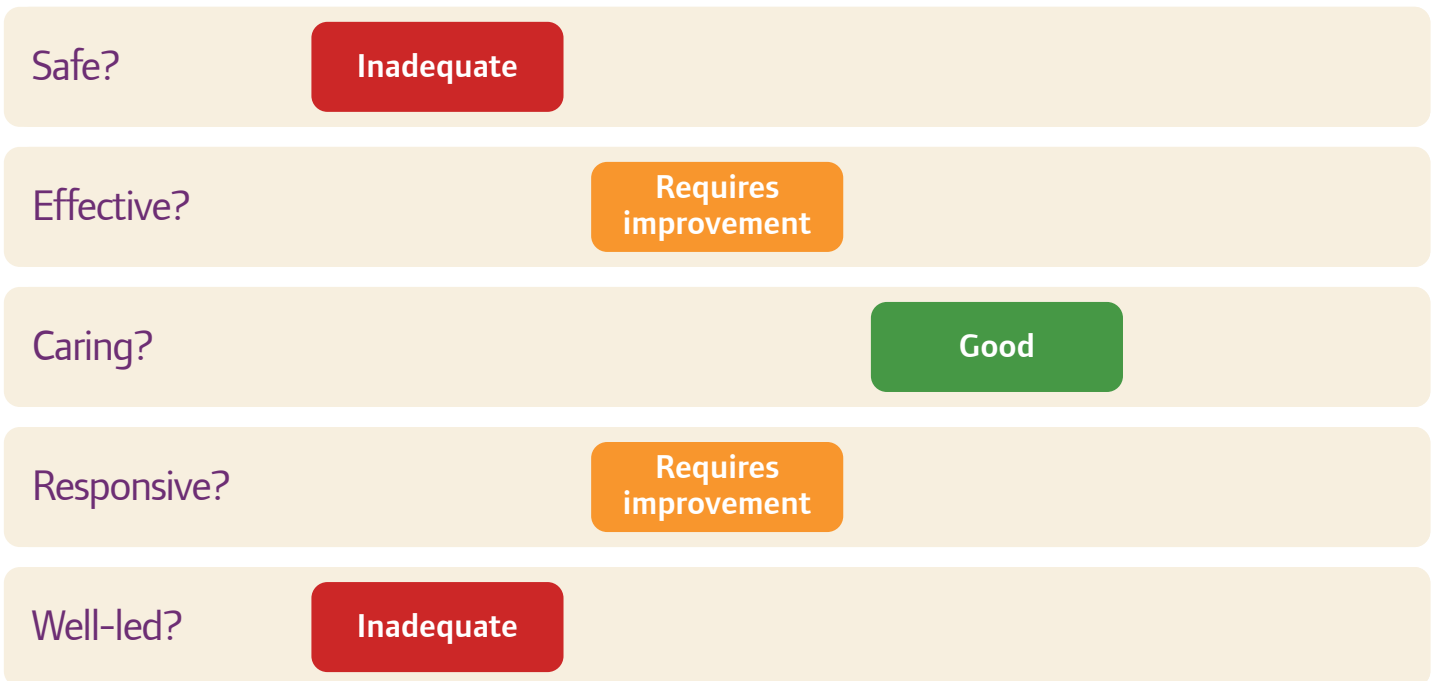 Safe?
Inadequate
Effective?
Requires
improvement
Caring?
Good
Responsive?
Requires
improvement
Well-led?
Inadequate